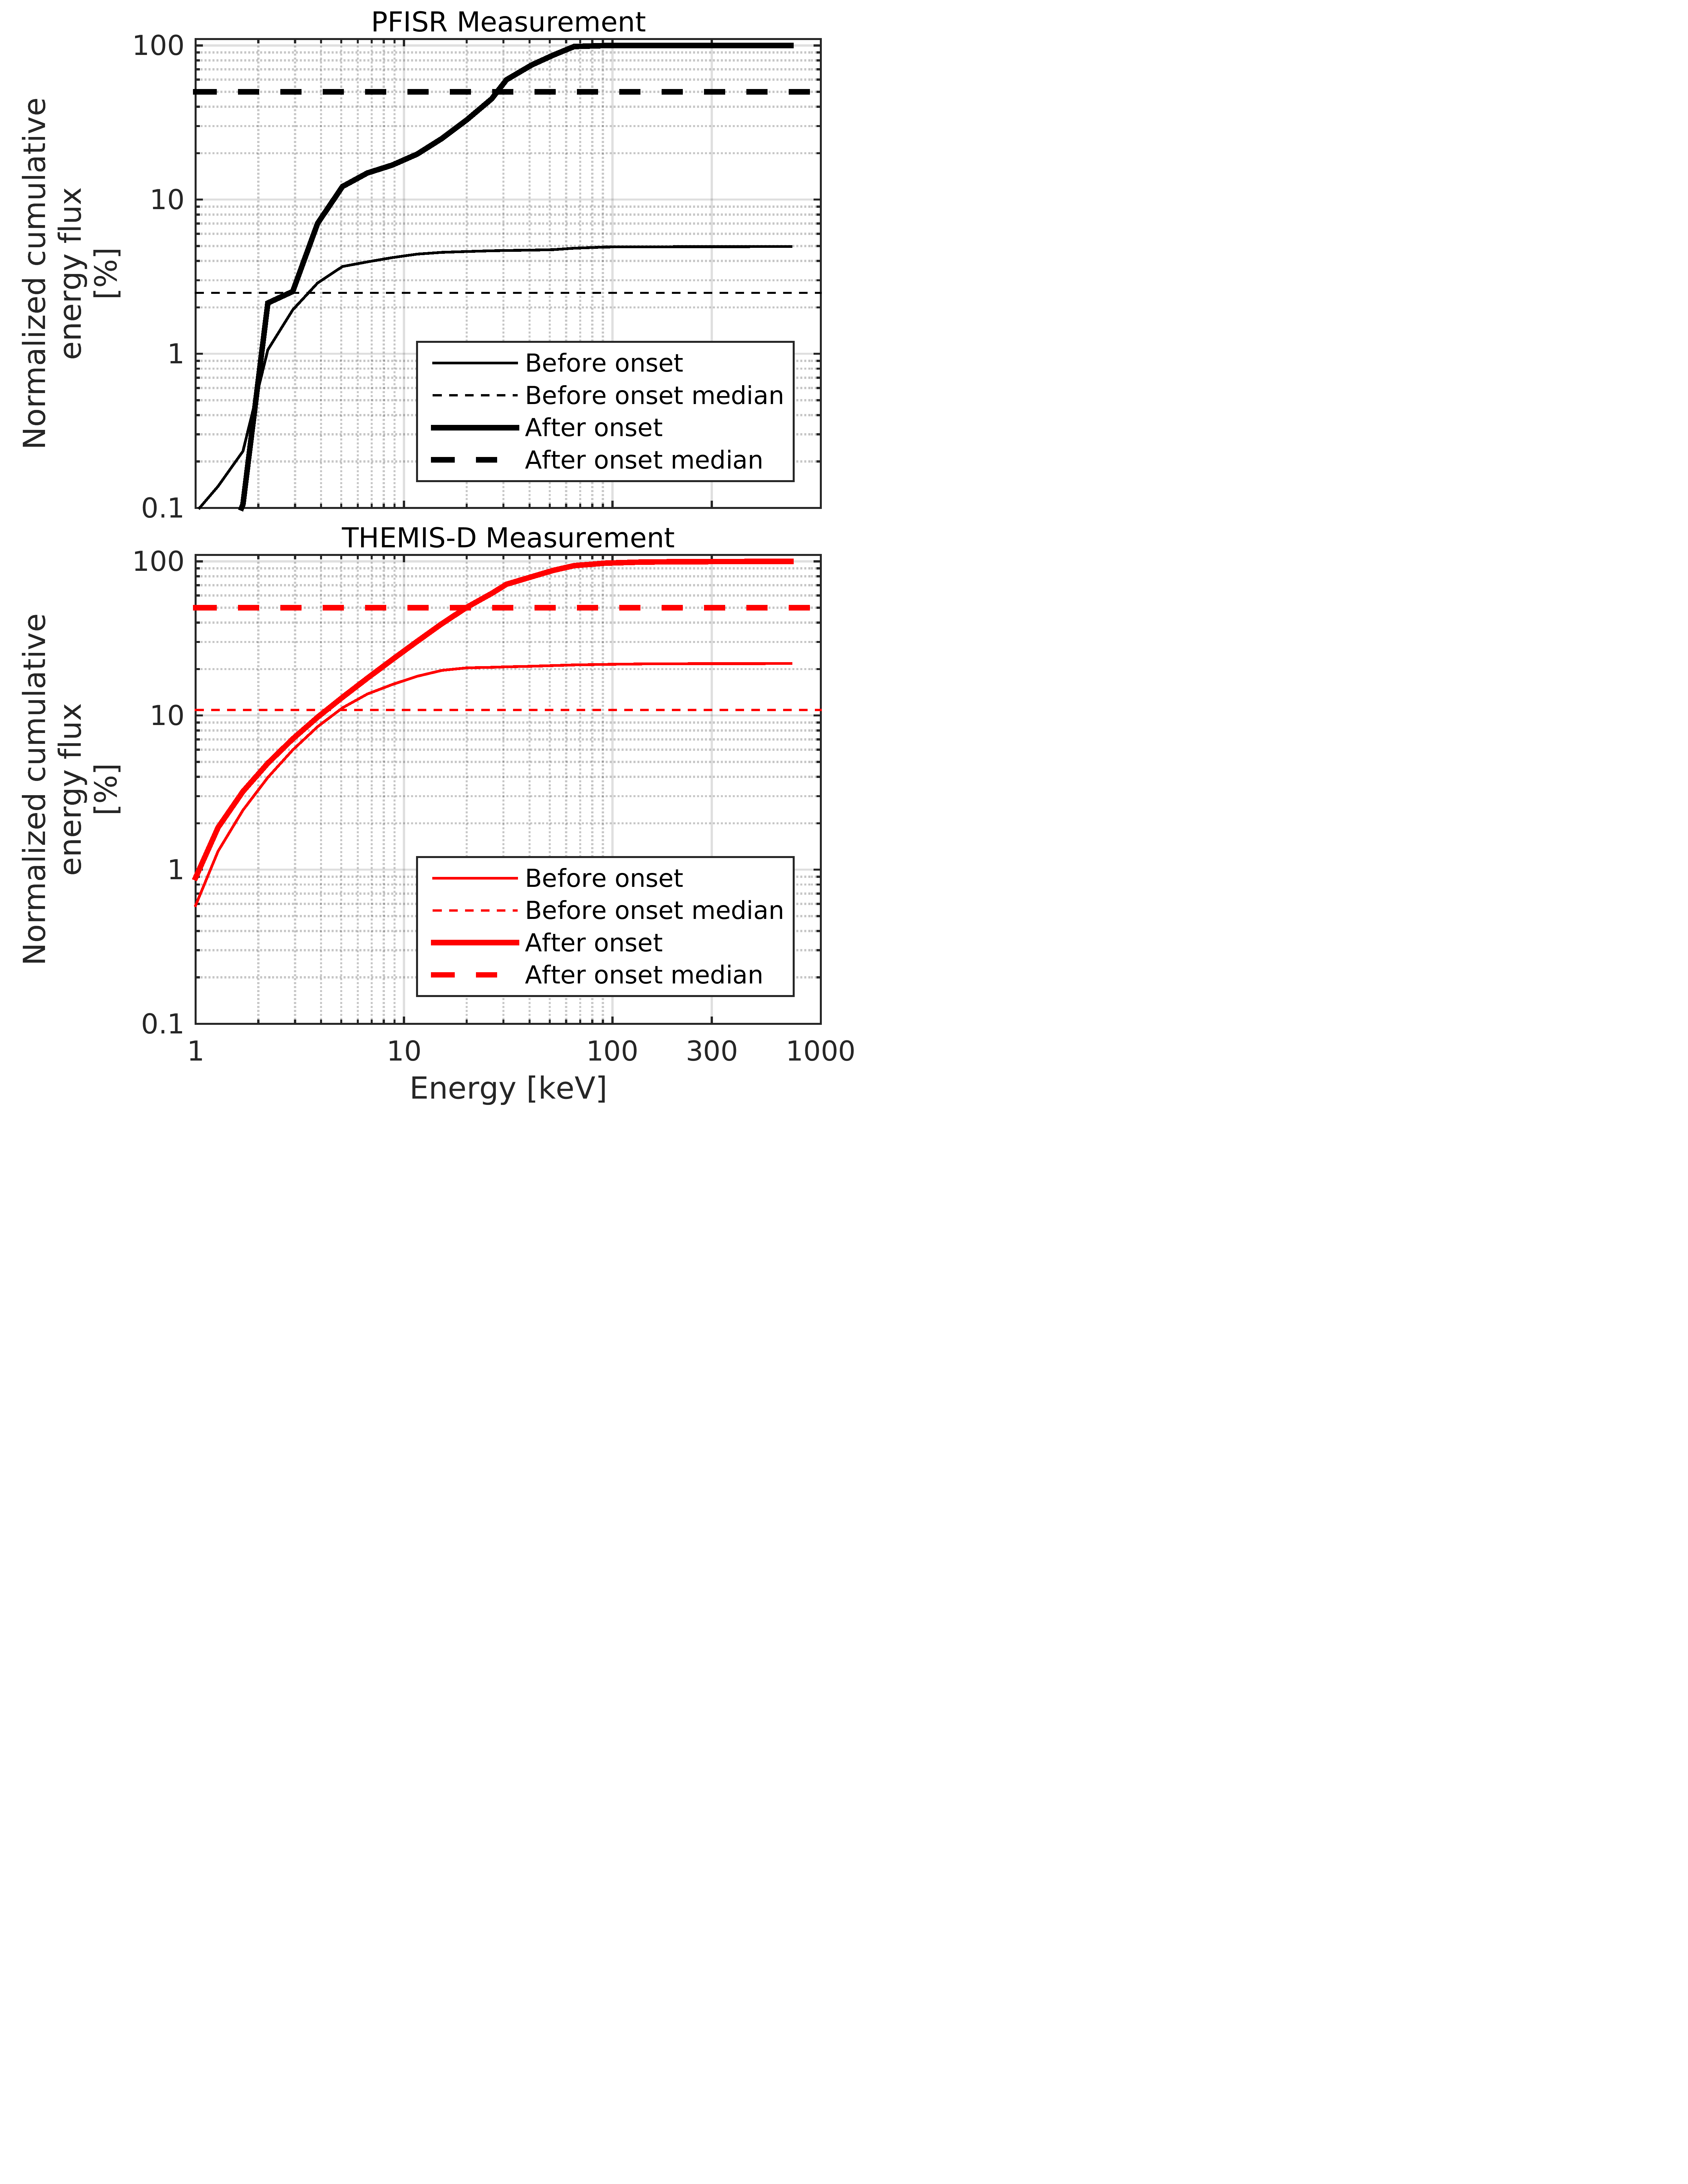 PFISR Measurement
100
10
1
0.1
Normalized cumulative
energy flux
[%]
Before onset
Before onset median
After onset
After onset median
THEMIS-D Measurement
100
10
1
0.1
Normalized cumulative
energy flux
[%]
Before onset
Before onset median
After onset
After onset median
1 10 100 300 1000
Energy [keV]